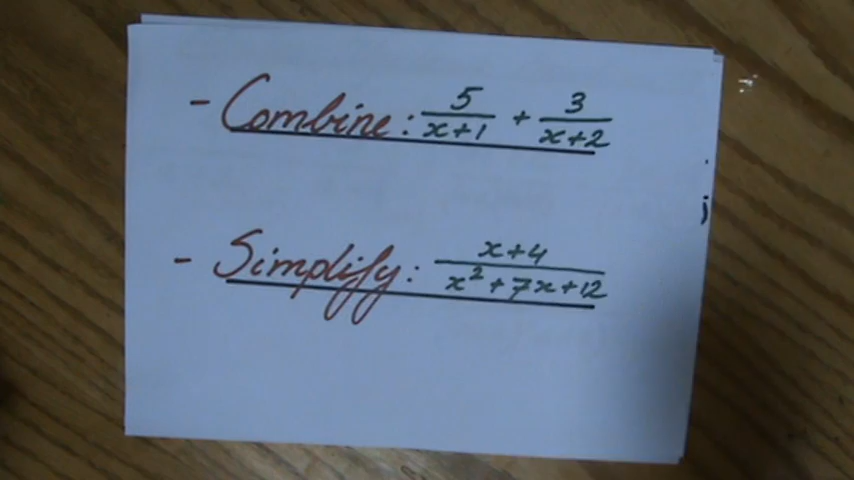 - Combine: 5/(x+1) + 3/(x+2)
- Simplify: (x+4)/(x²+7x+12)